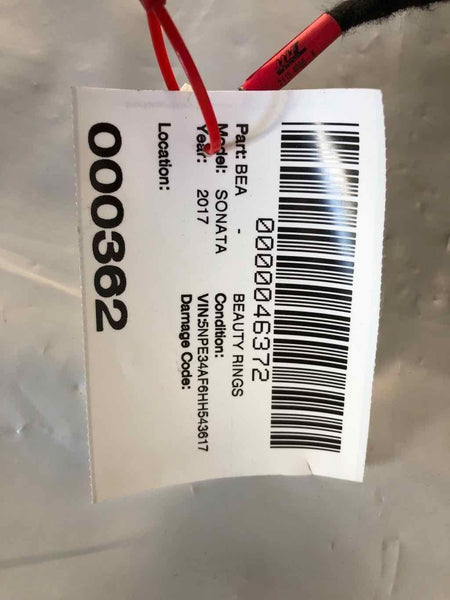 0000046372
Part: BEA - BEAUTY RINGS
Model: SONATA Condition:
Year: 2017 VIN:5NPE34AF6HH543617
Damage Code:
Location:
000362